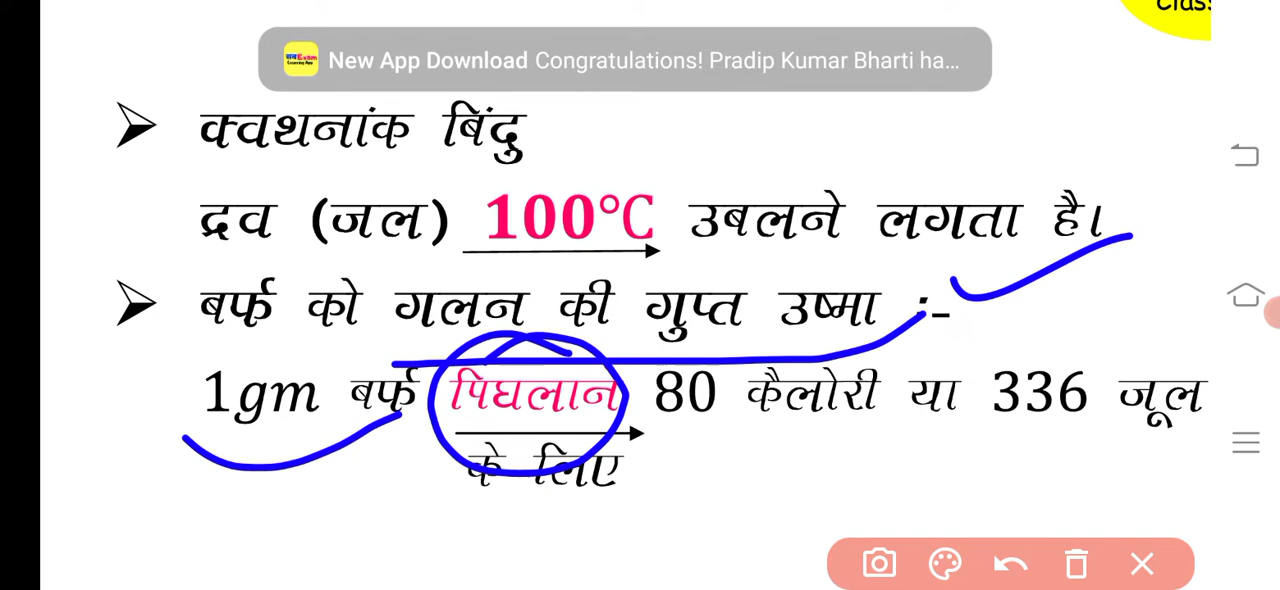 Class
New App Download Congratulations! Pradip Kumar Bharti ha...
क्वथनांक बिंदु
द्रव (जल) 100°C उबलने लगता है।
बर्फ को गलन की गुप्त उष्मा :-
1gm बर्फ पिघलान 80 कैलोरी या 336 जूल
के लिए